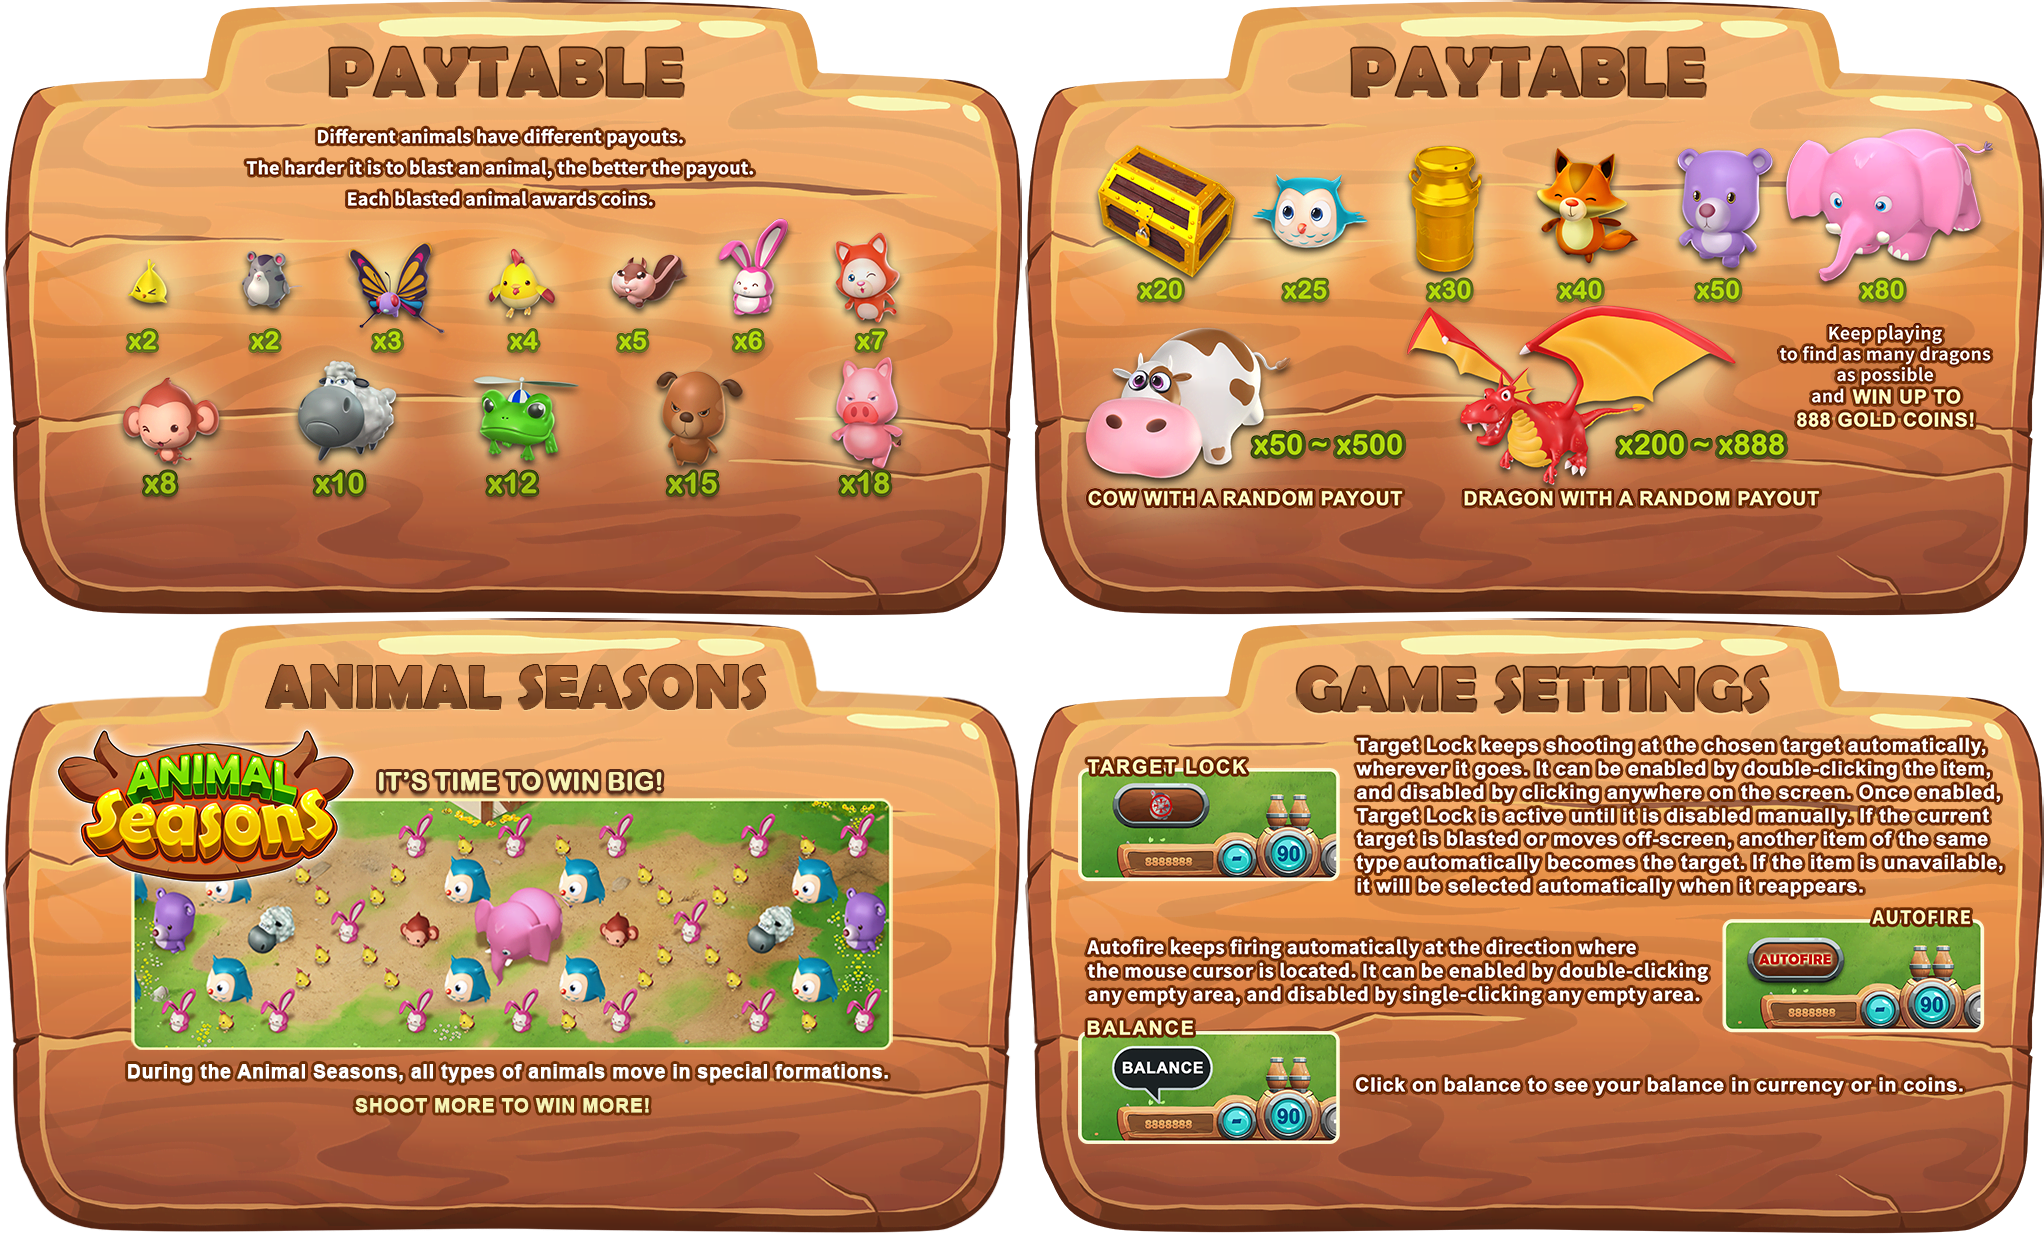 PAYTABLE
Different animals have different payouts.
The harder it is to blast an animal, the better the payout.
Each blasted animal awards coins.
x2 x2 x3 x4 x5 x6 x7
x8 x10 x12 x15 x18
PAYTABLE
x20 x25 x30 x40 x50 x80
Keep playing
to find as many dragons
as possible
and WIN UP TO
888 GOLD COINS!
x50 ~ x500
x200 ~ x888
COW WITH A RANDOM PAYOUT
DRAGON WITH A RANDOM PAYOUT
ANIMAL SEASONS
ANIMAL
Seasons
IT'S TIME TO WIN BIG!
During the Animal Seasons, all types of animals move in special formations.
SHOOT MORE TO WIN MORE!
GAME SETTINGS
TARGET LOCK
8888888
-
90
Target Lock keeps shooting at the chosen target automatically,
wherever it goes. It can be enabled by double-clicking the item,
and disabled by clicking anywhere on the screen. Once enabled,
Target Lock is active until it is disabled manually. If the current
target is blasted or moves off-screen, another item of the same
type automatically becomes the target. If the item is unavailable,
it will be selected automatically when it reappears.
AUTOFIRE
Autofire keeps firing automatically at the direction where
the mouse cursor is located. It can be enabled by double-clicking
any empty area, and disabled by single-clicking any empty area.
AUTOFIRE
8888888
-
90
BALANCE
BALANCE
8888888
-
90
Click on balance to see your balance in currency or in coins.